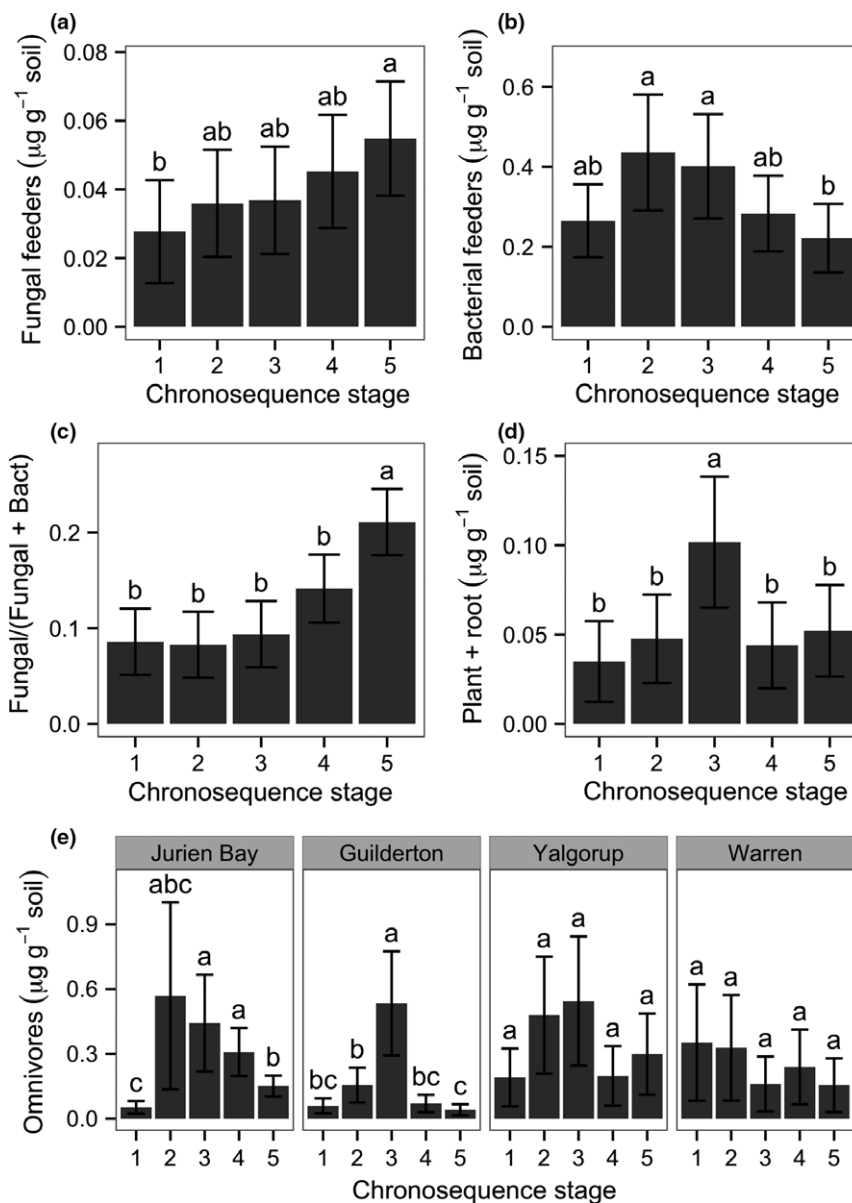 (a)
Fungal feeders (µg g⁻¹ soil)
0.08
0.06
0.04
0.02
0.00
b
ab
ab
ab
a
1 2 3 4 5
Chronosequence stage
(b)
Bacterial feeders (µg g⁻¹ soil)
0.6
0.4
0.2
0.0
ab
a
a
ab
b
1 2 3 4 5
Chronosequence stage
(c)
Fungal/(Fungal + Bact)
0.2
0.1
0.0
b
b
b
b
a
1 2 3 4 5
Chronosequence stage
(d)
Plant + root (µg g⁻¹ soil)
0.15
0.10
0.05
0.00
b
b
a
b
b
1 2 3 4 5
Chronosequence stage
(e)
Omnivores (µg g⁻¹ soil)
0.9
0.6
0.3
0.0
Jurien Bay
c
abc
a
a
b
1 2 3 4 5
Guilderton
bc
b
a
bc
c
1 2 3 4 5
Yalgorup
a
a
a
a
a
1 2 3 4 5
Warren
a
a
a
a
a
1 2 3 4 5
Chronosequence stage